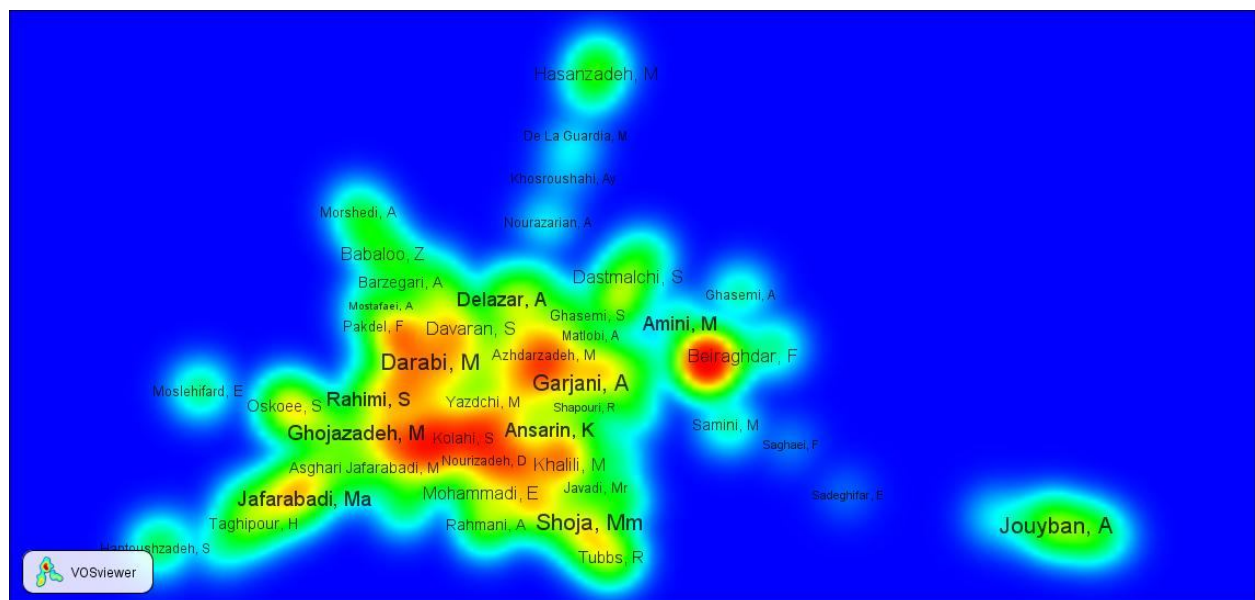 Hasanzadeh, M
De La Guardia, M
Khosroushahi, Ay
Morshedi, A
Nourazarian, A
Babaloo, Z
Dastmalchi, S
Barzegari, A
Ghasemi, A
Delazar, A
Mostafaei, A
Ghasemi, S
Pakdel, F
Davaran, S
Amini, M
Matlobi, A
Azhdarzadeh, M
Beiraghdar, F
Darabi, M
Garjani, A
Moslehifard, E
Rahimi, S
Oskoee, S
Yazdchi, M
Shapouri, R
Samini, M
Ghojazadeh, M
Kolahi, S
Ansarin, K
Saghaei, F
Nourizadeh, D
Asghari Jafarabadi, M
Khalili, M
Javadi, Mr
Jafarabadi, Ma
Mohammadi, E
Sadeghifar, E
Taghipour, H
Rahmani, A
Shoja, Mm
Jouyban, A
Tubbs, R
VOSviewer